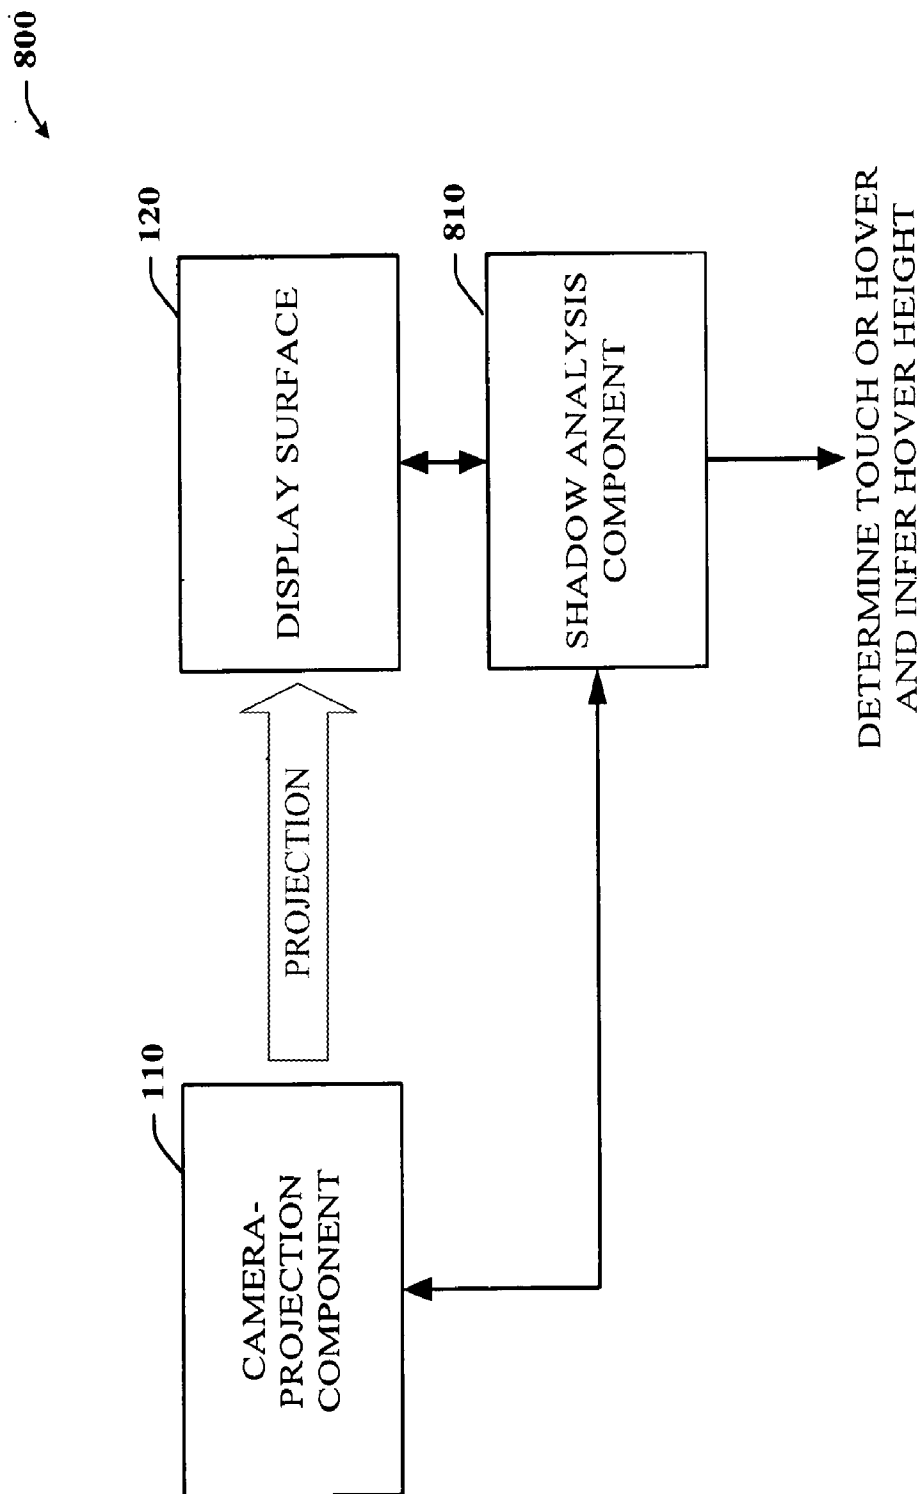 800
110
CAMERA-
PROJECTION
COMPONENT
PROJECTION
120
DISPLAY SURFACE
810
SHADOW ANALYSIS
COMPONENT
DETERMINE TOUCH OR HOVER
AND INFER HOVER HEIGHT